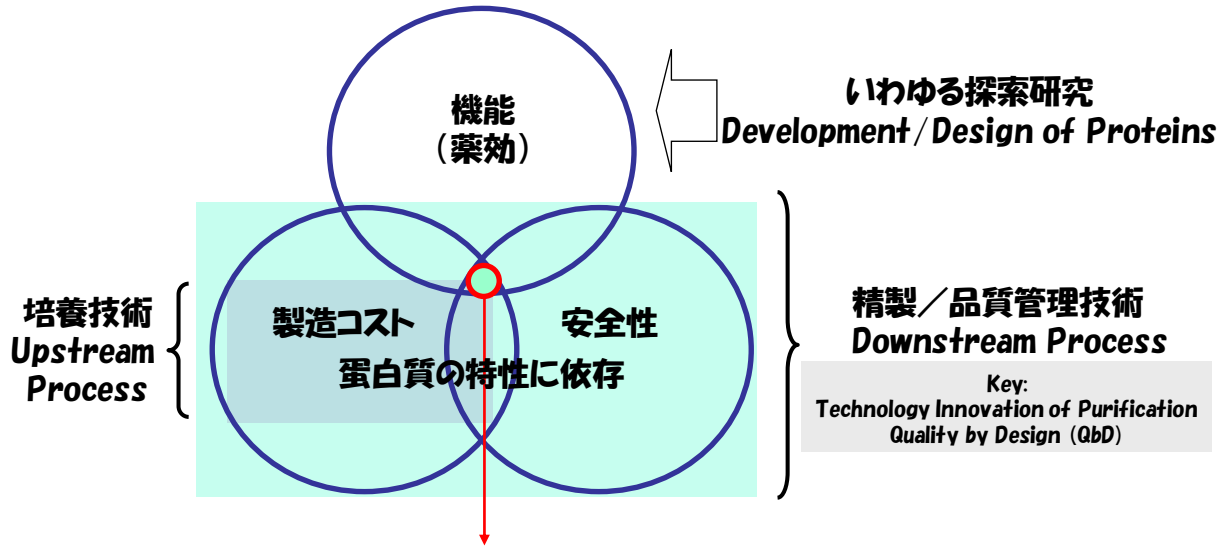 機能
（薬効）
いわゆる探索研究
Development/Design of Proteins
培養技術
Upstream
Process
製造コスト
安全性
蛋白質の特性に依存
精製／品質管理技術
Downstream Process
Key:
Technology Innovation of Purification
Quality by Design (QbD)